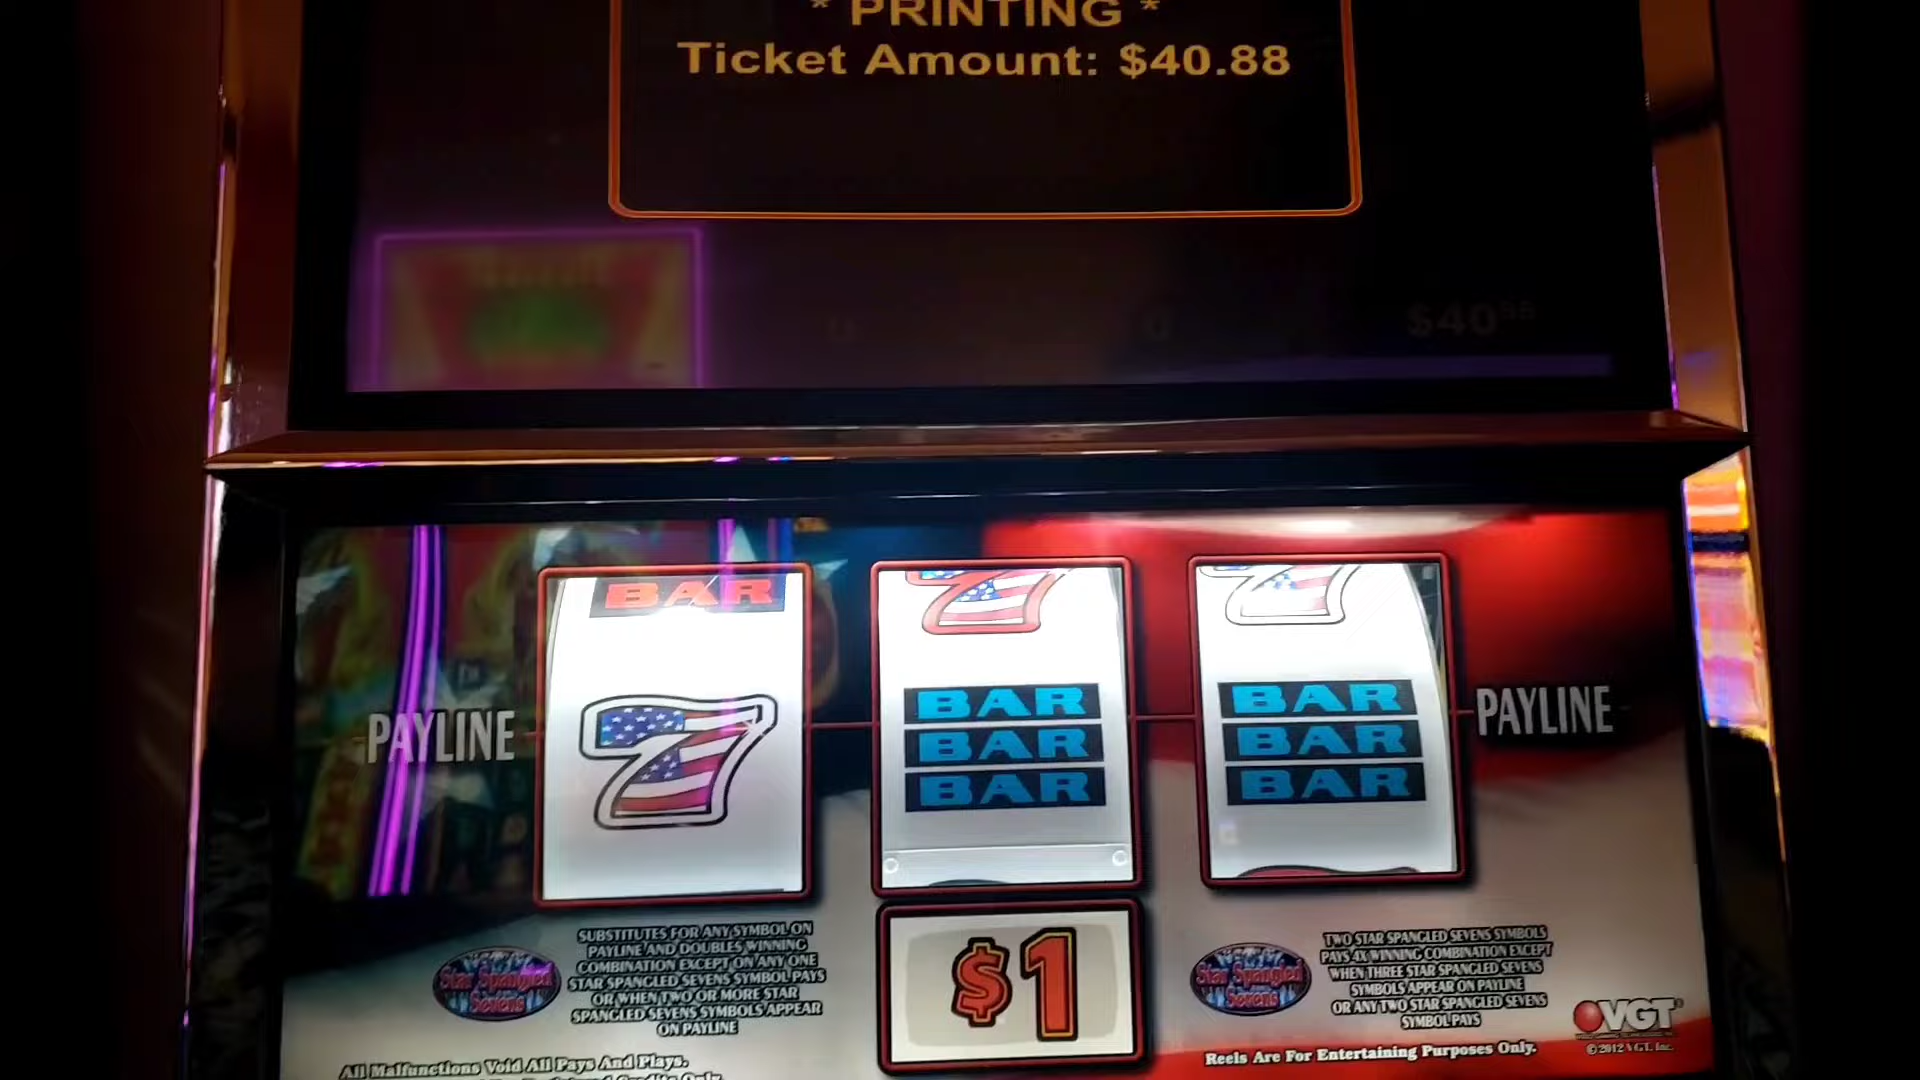 * PRINTING *
Ticket Amount: $40.88
$40.88
BAR
7
7
7
PAYLINE
BAR
BAR
BAR
BAR
BAR
BAR
PAYLINE
Star Spangled
Sevens
SUBSTITUTES FOR ANY SYMBOL ON
PAYLINE AND DOUBLES WINNING
COMBINATION EXCEPT ON ANY ONE
STAR SPANGLED SEVENS SYMBOL PAYS
OR WHEN TWO OR MORE STAR
SPANGLED SEVENS SYMBOLS APPEAR
ON PAYLINE
$1
Star Spangled
Sevens
TWO STAR SPANGLED SEVENS SYMBOLS
PAYS 4X WINNING COMBINATION EXCEPT
WHEN THREE STAR SPANGLED SEVENS
SYMBOLS APPEAR ON PAYLINE
OR ANY TWO STAR SPANGLED SEVENS
SYMBOL PAYS
VGT
©2012 VGT, Inc.
All Malfunctions Void All Pays And Plays.
Reels Are For Entertaining Purposes Only.